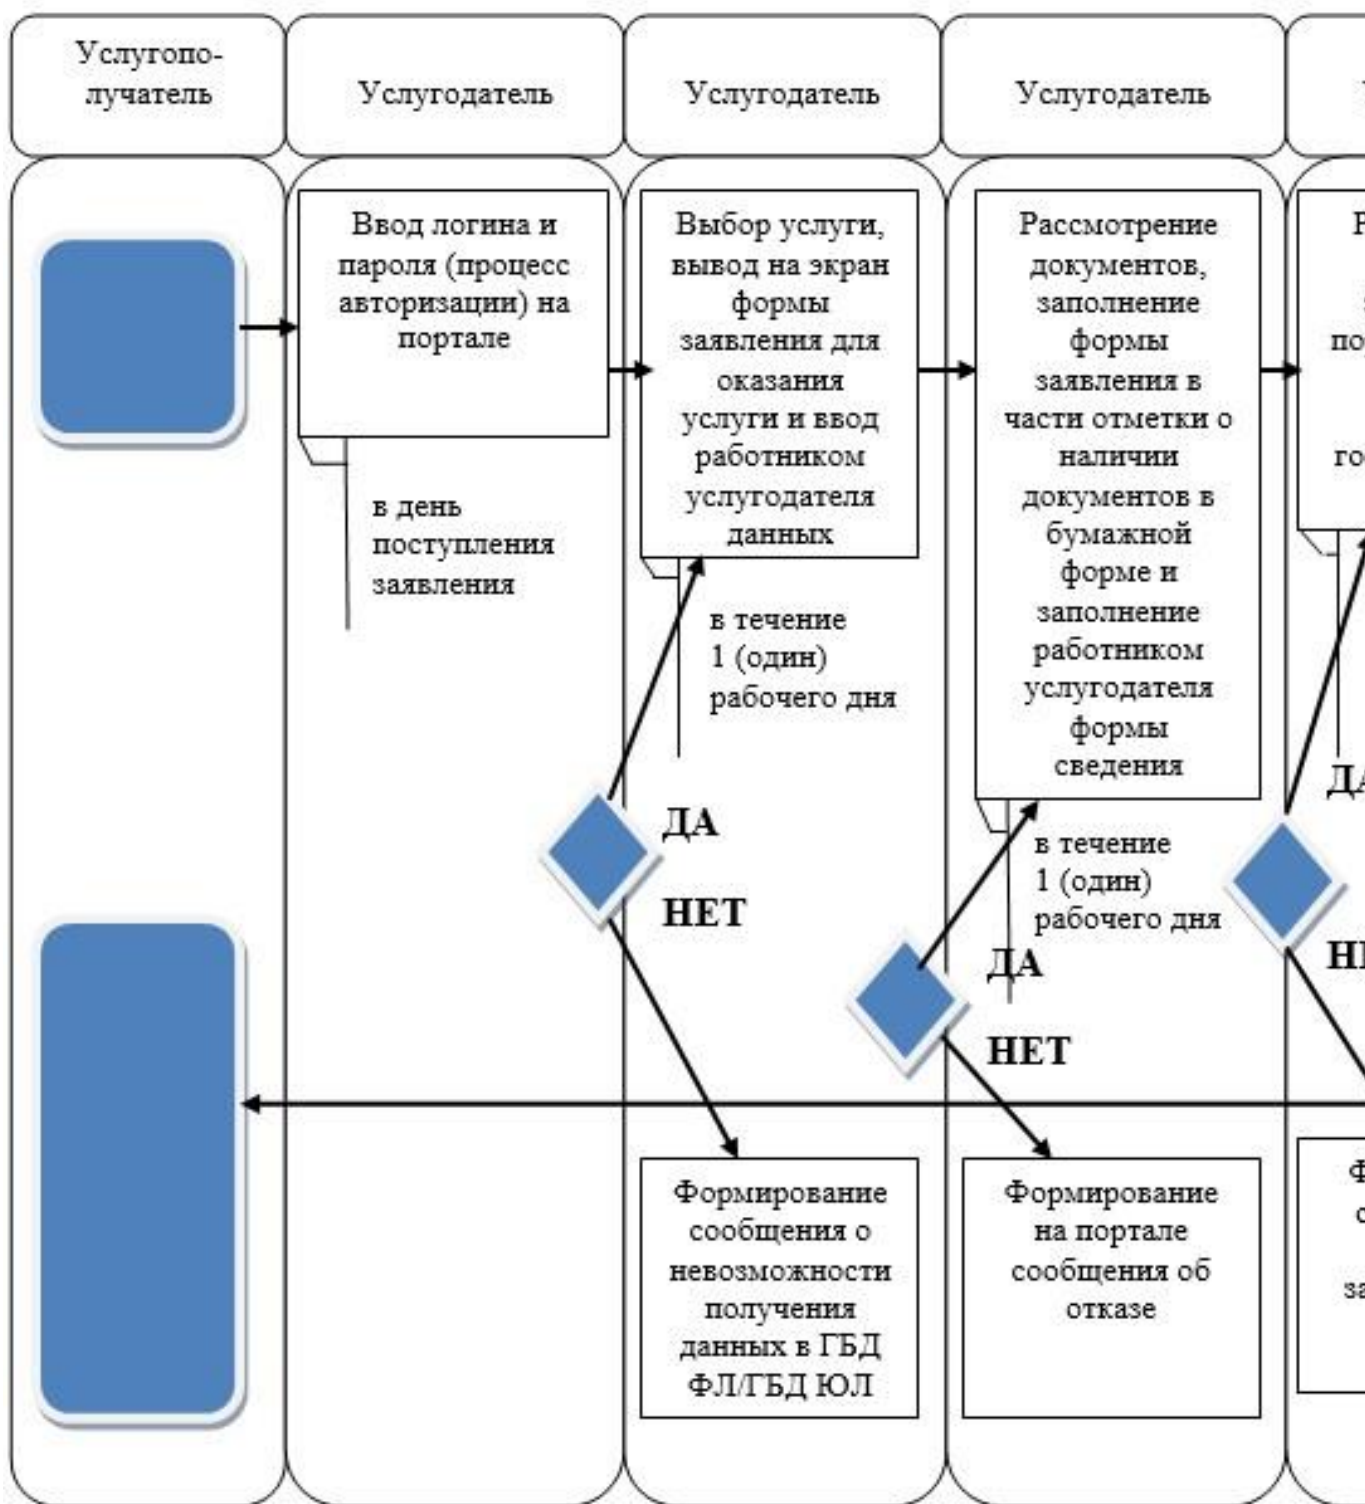 Услугопо-
лучатель
Услугодатель
Услугодатель
Услугодатель
Ввод логина и
пароля (процесс
авторизации) на
портале
в день
поступления
заявления
Выбор услуги,
вывод на экран
формы
заявления для
оказания
услуги и ввод
работником
услугодателя
данных
в течение
1 (один)
рабочего дня
ДА
НЕТ
Формирование
сообщения о
невозможности
получения
данных в ГБД
ФЛ/ГБД ЮЛ
Рассмотрение
документов,
заполнение
формы
заявления в
части отметки о
наличии
документов в
бумажной
форме и
заполнение
работником
услугодателя
формы
сведения
в течение
1 (один)
рабочего дня
ДА
НЕТ
Формирование
на портале
сообщения об
отказе
ДА